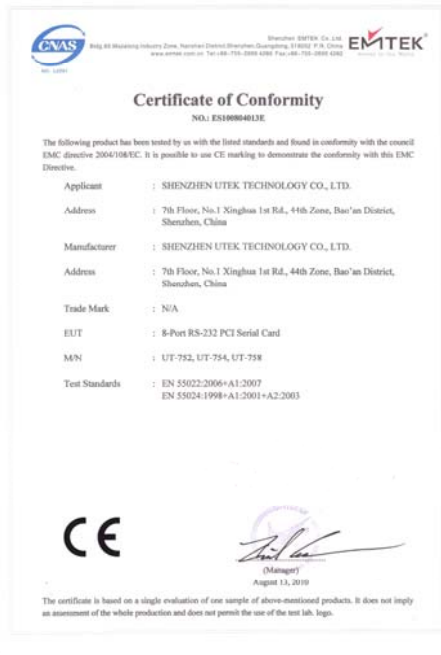 CNAS
Shenzhen EMTEK Co. Ltd.
EMTEK
Certificate of Conformity
NO.: ES100804013E
The following product has been tested by us with the listed standards and found in conformity with the council
EMC directive 2004/108/EC. It is possible to use CE marking to demonstrate the conformity with this EMC
Directive.
Applicant : SHENZHEN UTEK TECHNOLOGY CO., LTD.
Address : 7th Floor, No.1 Xinghua 1st Rd., 44th Zone, Bao'an District,
Shenzhen, China
Manufacturer : SHENZHEN UTEK TECHNOLOGY CO., LTD.
Address : 7th Floor, No.1 Xinghua 1st Rd., 44th Zone, Bao'an District,
Shenzhen, China
Trade Mark : N/A
EUT : 8-Port RS-232 PCI Serial Card
M/N : UT-752, UT-754, UT-758
Test Standards : EN 55022:2006+A1:2007
EN 55024:1998+A1:2001+A2:2003
CE
(Manager)
August 13, 2010
The certificate is based on a single evaluation of one sample of above-mentioned products. It does not imply
an assessment of the whole production and does not permit the use of the test lab. logo.